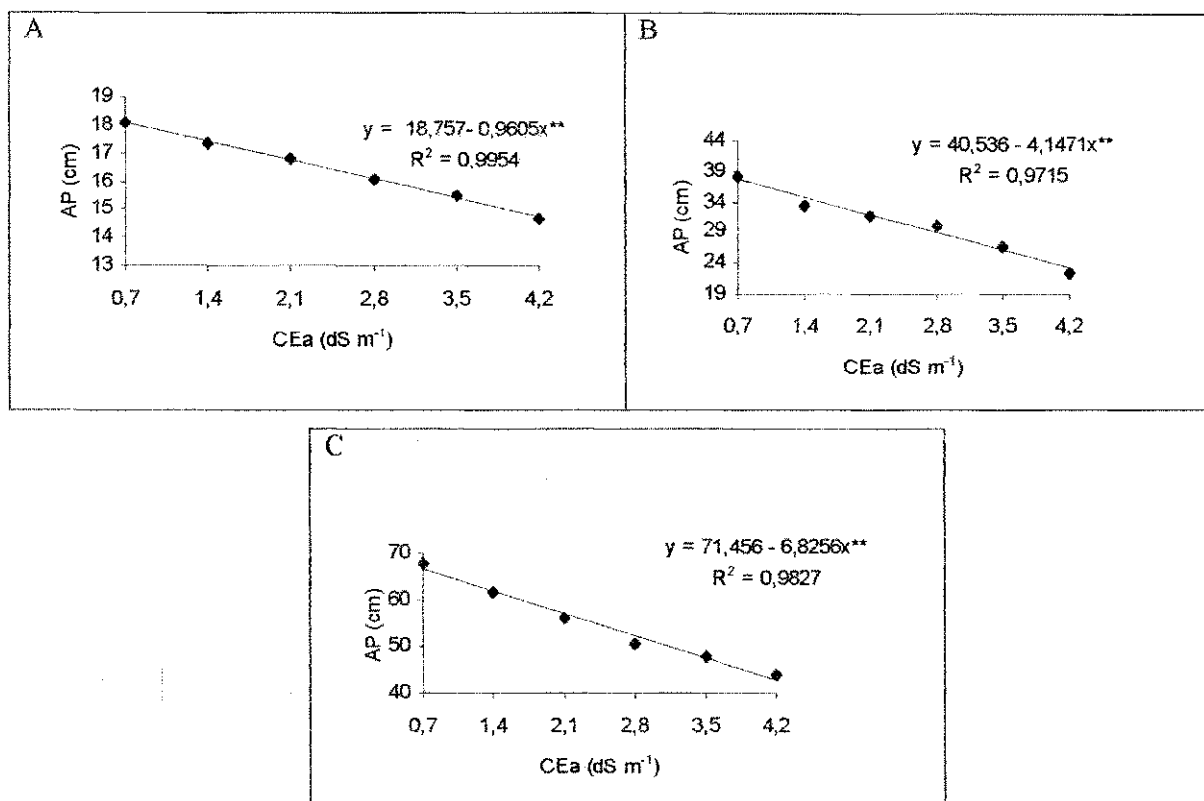 A
19
18
17
16
15
14
13
AP (cm)
y = 18,757- 0,9605x**
R² = 0,9954
0,7 1,4 2,1 2,8 3,5 4,2
CEa (dS m⁻¹)
B
44
39
34
29
24
19
AP (cm)
y = 40,536 - 4,1471x**
R² = 0,9715
0,7 1,4 2,1 2,8 3,5 4,2
CEa (dS m⁻¹)
C
70
60
50
40
AP (cm)
y = 71,456 - 6,8256x**
R² = 0,9827
0,7 1,4 2,1 2,8 3,5 4,2
CEa (dS m⁻¹)